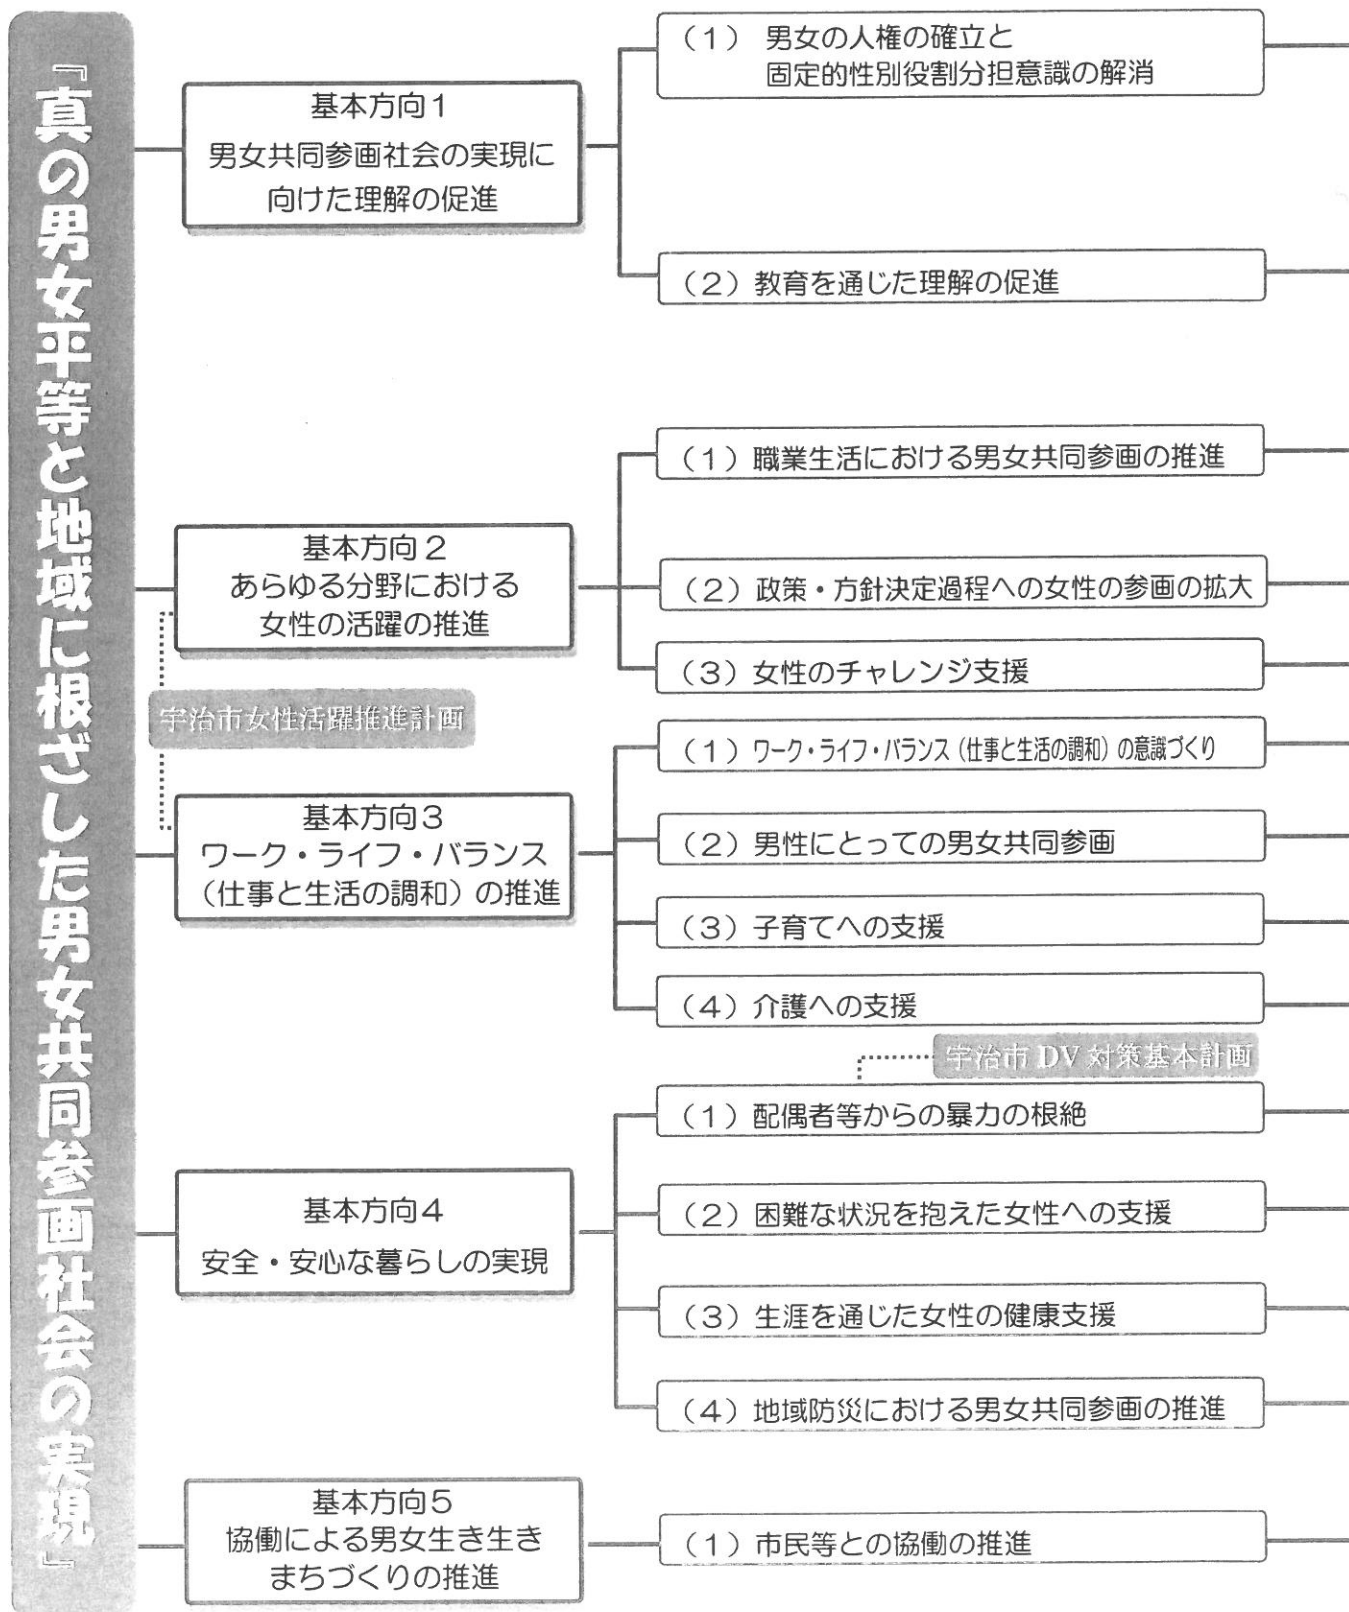 『真の男女平等と地域に根ざした男女共同参画社会の実現』
基本方向1
男女共同参画社会の実現に
向けた理解の促進
(1) 男女の人権の確立と
固定的性別役割分担意識の解消
(2)教育を通じた理解の促進
基本方向2
あらゆる分野における
女性の活躍の推進
(1)職業生活における男女共同参画の推進
(2)政策・方針決定過程への女性の参画の拡大
(3)女性のチャレンジ支援
宇治市女性活躍推進計画
基本方向3
ワーク・ライフ・バランス
(仕事と生活の調和)の推進
(1)ワーク・ライフ・バランス(仕事と生活の調和)の意識づくり
(2)男性にとっての男女共同参画
(3)子育てへの支援
(4)介護への支援
宇治市 DV 対策基本計画
基本方向4
安全・安心な暮らしの実現
(1)配偶者等からの暴力の根絶
(2)困難な状況を抱えた女性への支援
(3)生涯を通じた女性の健康支援
(4)地域防災における男女共同参画の推進
基本方向5
協働による男女生き生き
まちづくりの推進
(1)市民等との協働の推進